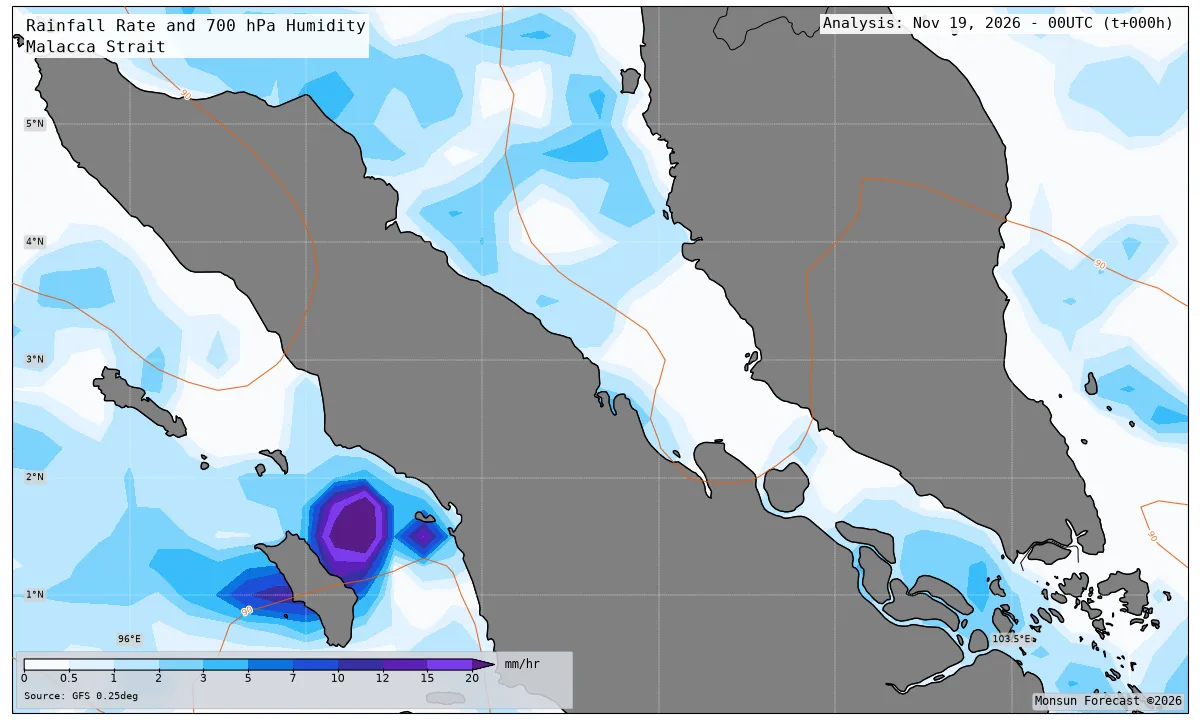 Rainfall Rate and 700 hPa Humidity
Malacca Strait
Analysis: Nov 19, 2026 - 00UTC (t+000h)
90
5°N
4°N
90
3°N
2°N
90
1°N
90
96°E
103.5°E
mm/hr
0 0.5 1 2 3 5 7 10 12 15 20
Source: GFS 0.25deg
Monsun Forecast ©2026